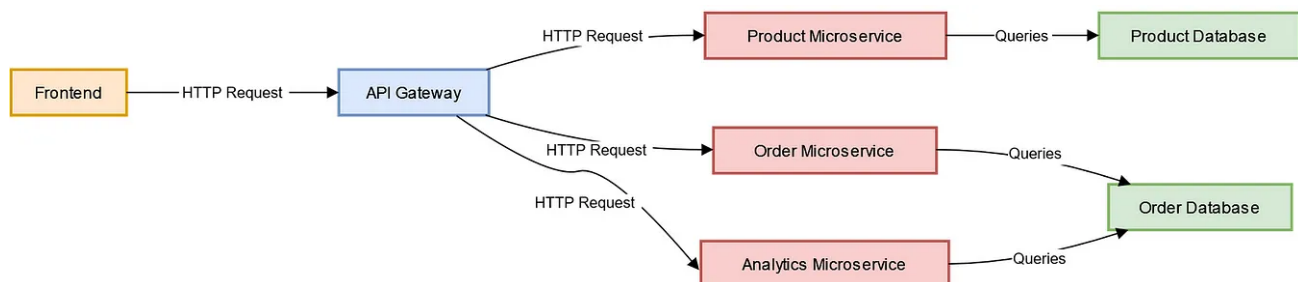 HTTP Request
Product Microservice
Queries
Product Database
Frontend
HTTP Request
API Gateway
HTTP Request
Order Microservice
Queries
HTTP Request
Order Database
Analytics Microservice
Queries